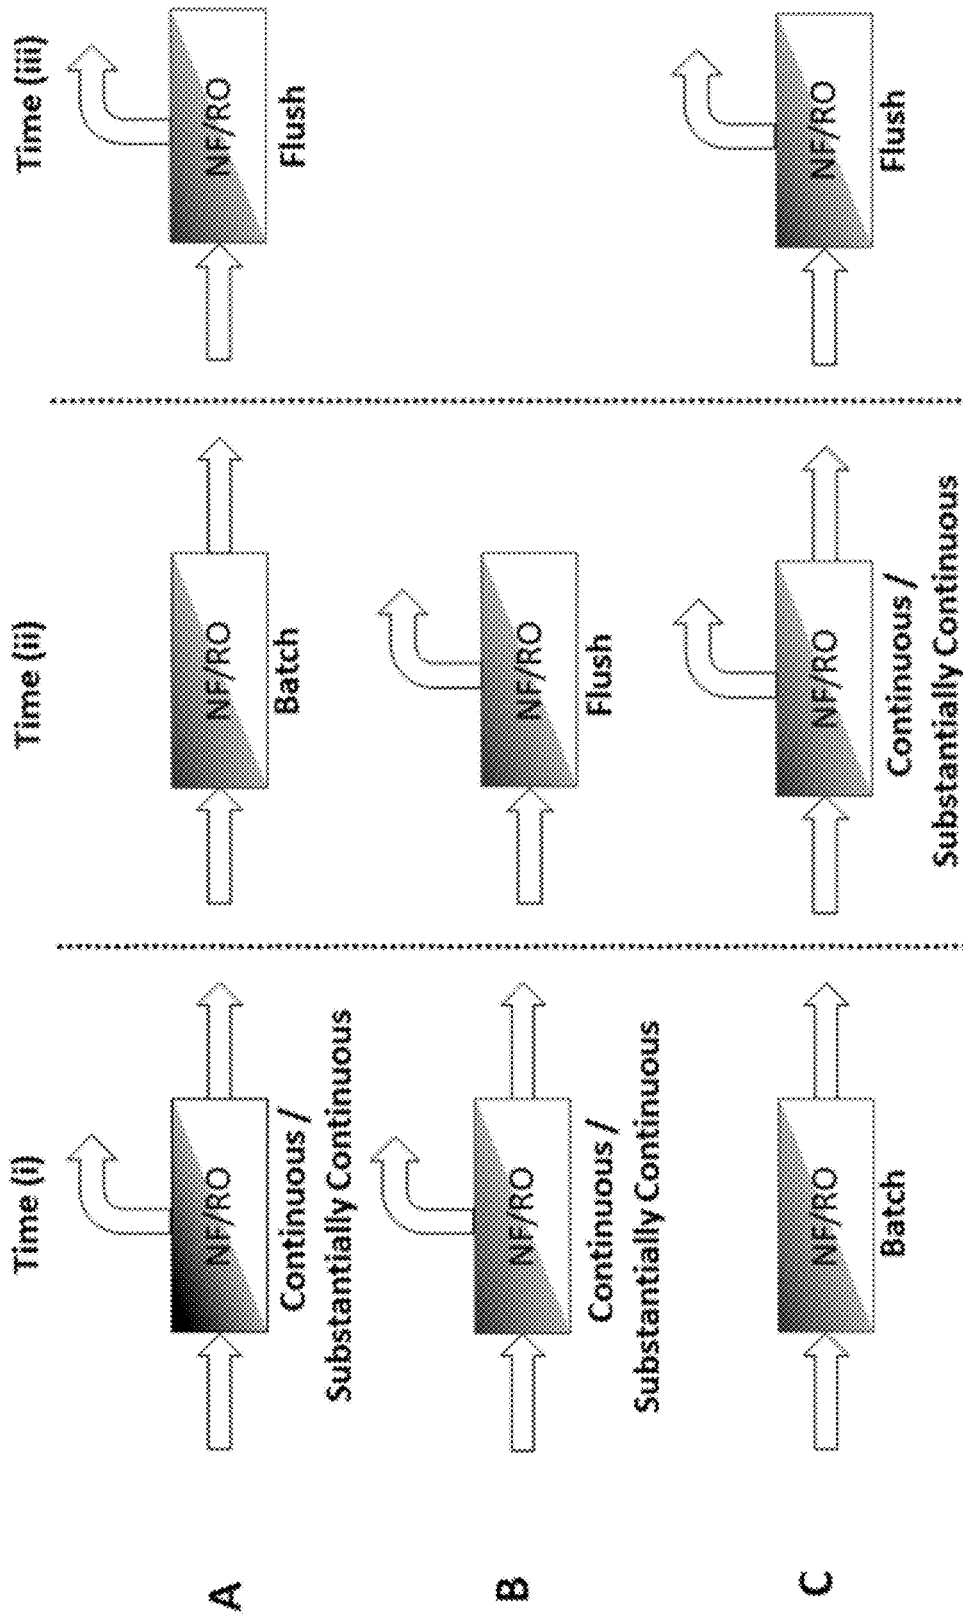 Time (i)
Time (ii)
Time (iii)
A
NF/RO
Continuous /
Substantially Continuous
NF/RO
Batch
NF/RO
Flush
B
NF/RO
Continuous /
Substantially Continuous
NF/RO
Flush
C
NF/RO
Batch
NF/RO
Continuous /
Substantially Continuous
NF/RO
Flush